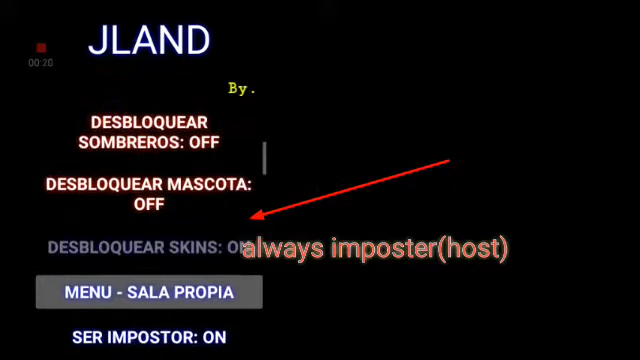 JLAND
00:20
By.
DESBLOQUEAR
SOMBREROS: OFF
DESBLOQUEAR MASCOTA:
OFF
DESBLOQUEAR SKINS: ON
always imposter(host)
MENU - SALA PROPIA
SER IMPOSTOR: ON